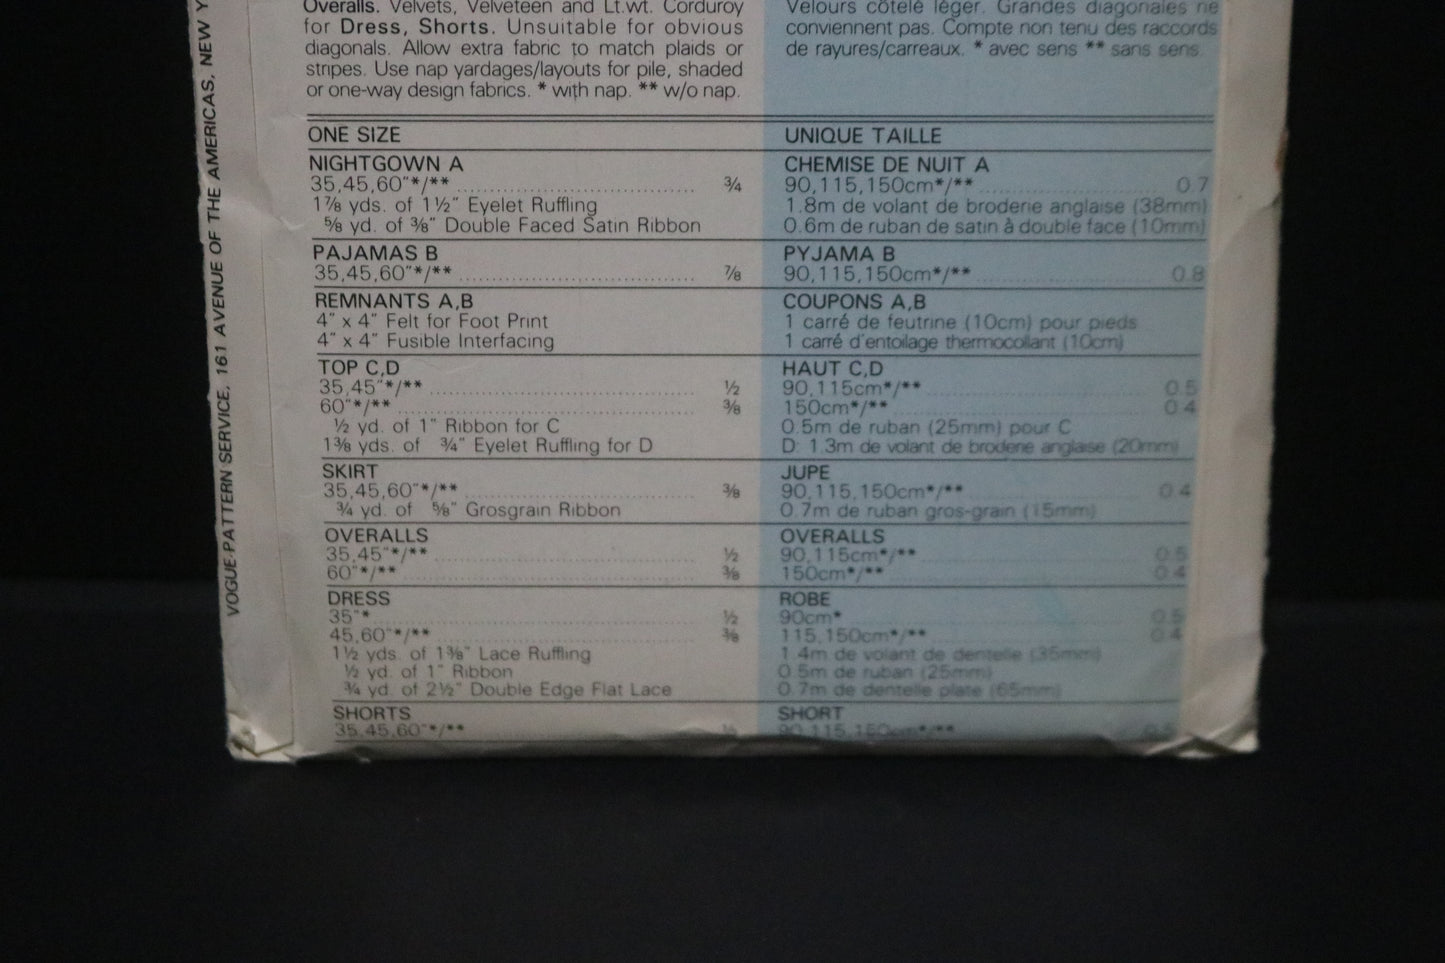 Overalls. Velvets, Velveteen and Lt.wt. Corduroy
for Dress, Shorts. Unsuitable for obvious
diagonals. Allow extra fabric to match plaids or
stripes. Use nap yardages/layouts for pile, shaded
or one-way design fabrics. * with nap. ** w/o nap.
ONE SIZE
NIGHTGOWN A
35,45,60"*/** ¾
1⅞ yds. of 1½" Eyelet Ruffling
⅝ yd. of ⅜" Double Faced Satin Ribbon
PAJAMAS B
35,45,60"*/** ⅞
REMNANTS A,B
4" x 4" Felt for Foot Print
4" x 4" Fusible Interfacing
TOP C,D
35,45"*/** ½
60"*/** ⅜
½ yd. of 1" Ribbon for C
1⅜ yds. of ¾" Eyelet Ruffling for D
SKIRT
35,45,60"*/** ⅜
¾ yd. of ⅝" Grosgrain Ribbon
OVERALLS
35,45"*/** ½
60"*/** ⅜
DRESS
35"* ½
45,60"*/** ⅜
1½ yds. of 1⅜" Lace Ruffling
½ yd. of 1" Ribbon
¾ yd. of 2½" Double Edge Flat Lace
SHORTS
35,45,60"*/**
Velours côtelé léger. Grandes diagonales ne
conviennent pas. Compte non tenu des raccords
de rayures/carreaux. * avec sens ** sans sens.
UNIQUE TAILLE
CHEMISE DE NUIT A
90,115,150cm*/** 0.7
1.8m de volant de broderie anglaise (38mm)
0.6m de ruban de satin à double face (10mm)
PYJAMA B
90,115,150cm*/** 0.8
COUPONS A,B
1 carré de feutrine (10cm) pour pieds
1 carré d'entoilage thermocollant (10cm)
HAUT C,D
90,115cm*/** 0.5
150cm*/** 0.4
0.5m de ruban (25mm) pour C
D: 1.3m de volant de broderie anglaise (20mm)
JUPE
90,115,150cm*/** 0.4
0.7m de ruban gros-grain (15mm)
OVERALLS
90,115cm*/** 0.5
150cm*/** 0.4
ROBE
90cm* 0.5
115,150cm*/** 0.4
1.4m de volant de dentelle (35mm)
0.5m de ruban (25mm)
0.7m de dentelle plate (65mm)
SHORT
90,115,150cm*/**
VOGUE PATTERN SERVICE, 161 AVENUE OF THE AMERICAS, NEW Y